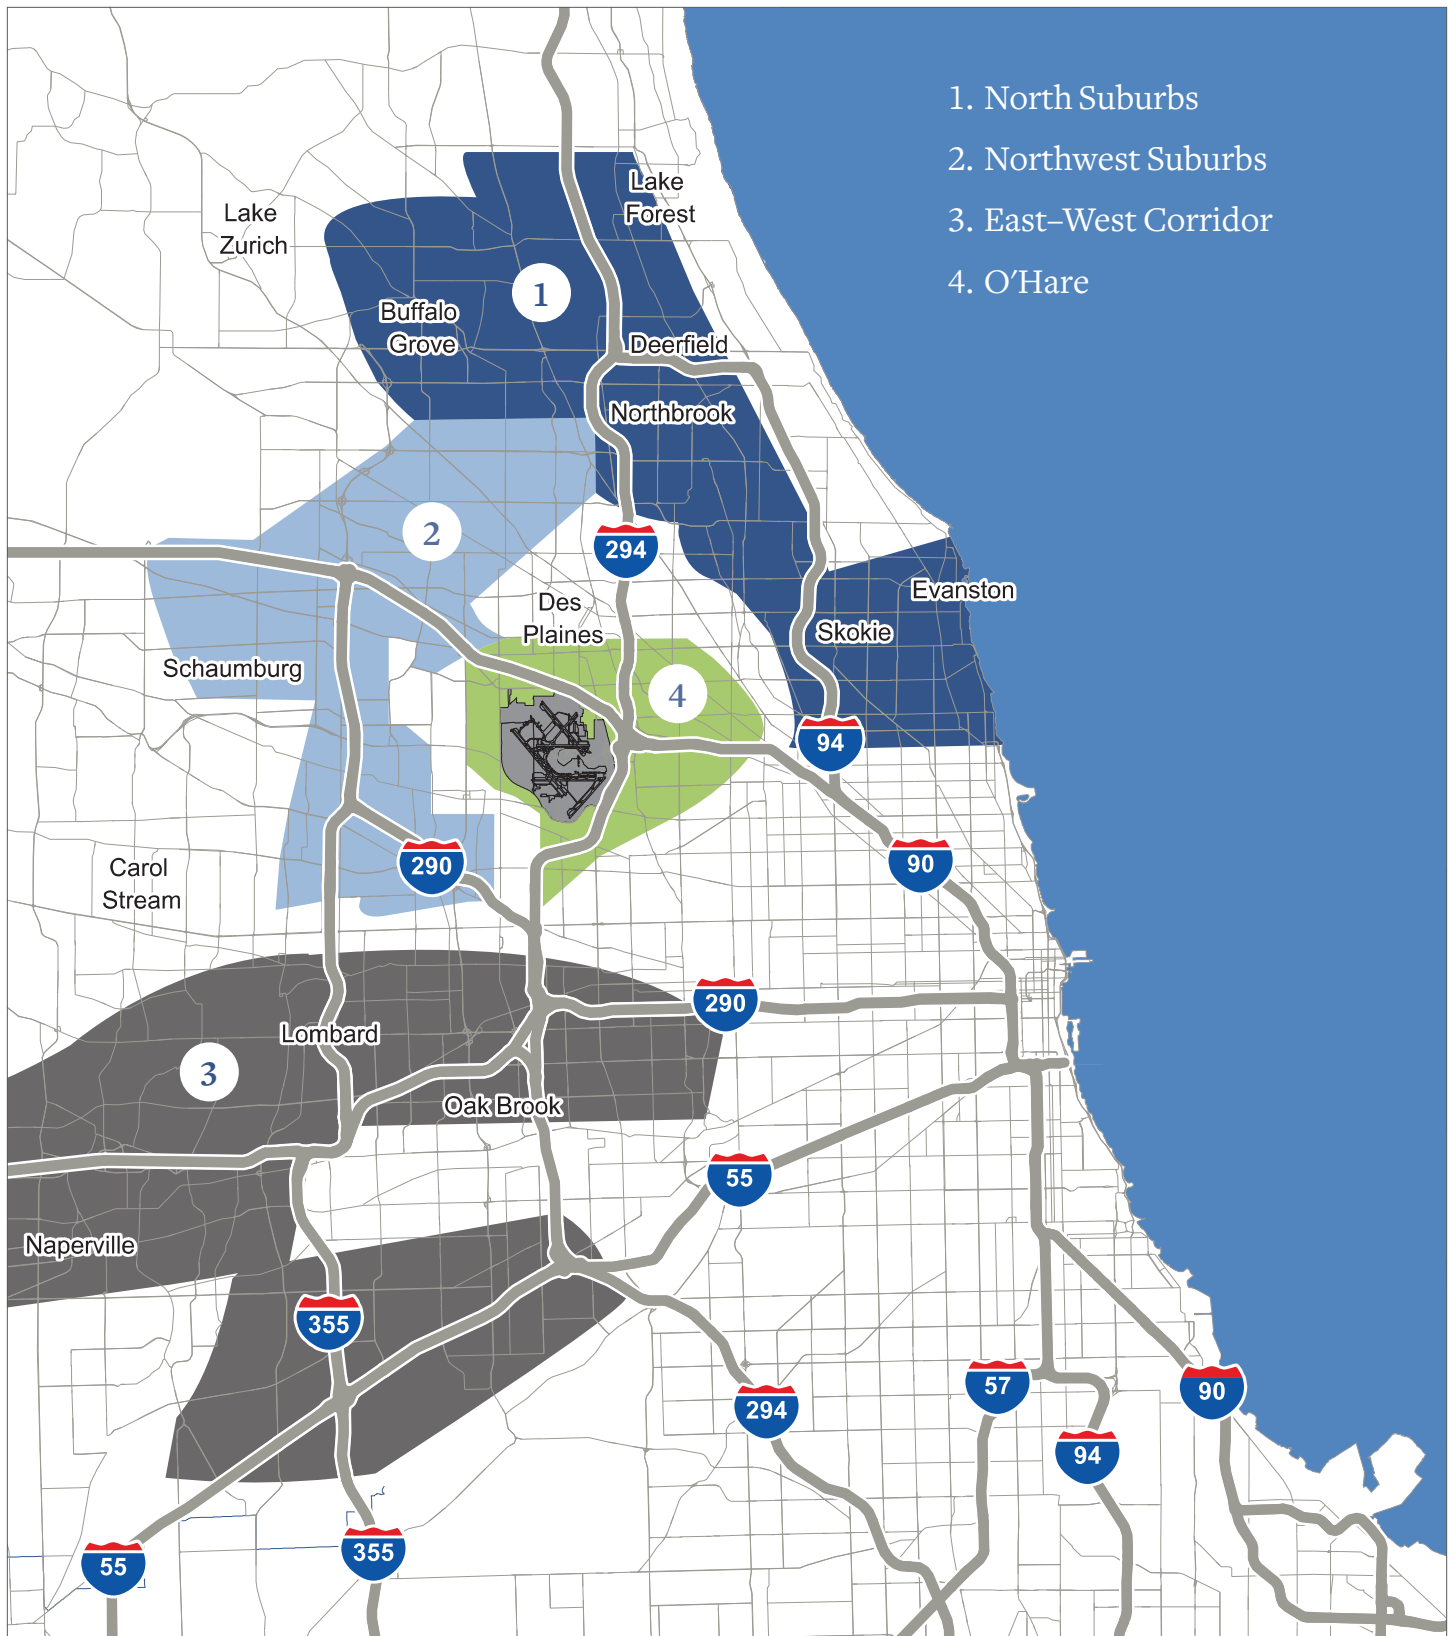 1. North Suburbs
2. Northwest Suburbs
3. East–West Corridor
4. O′Hare
Lake
Forest
Lake
Zurich
1
Buffalo
Grove
Deerfield
Northbrook
2
294
Evanston
Des
Plaines
Skokie
Schaumburg
4
94
290
90
Carol
Stream
290
Lombard
3
Oak Brook
55
Naperville
355
57
90
294
94
355
55